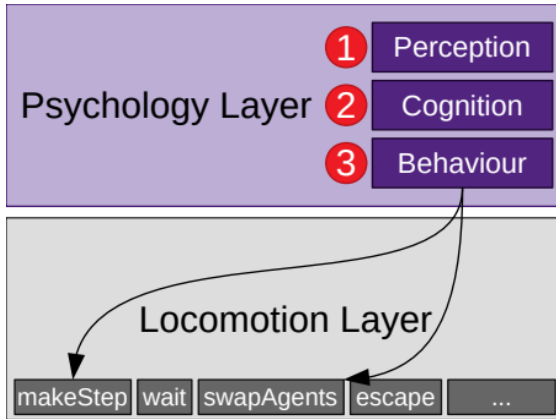 1 Perception
Psychology Layer 2 Cognition
3 Behaviour
Locomotion Layer
makeStep wait swapAgents escape ...